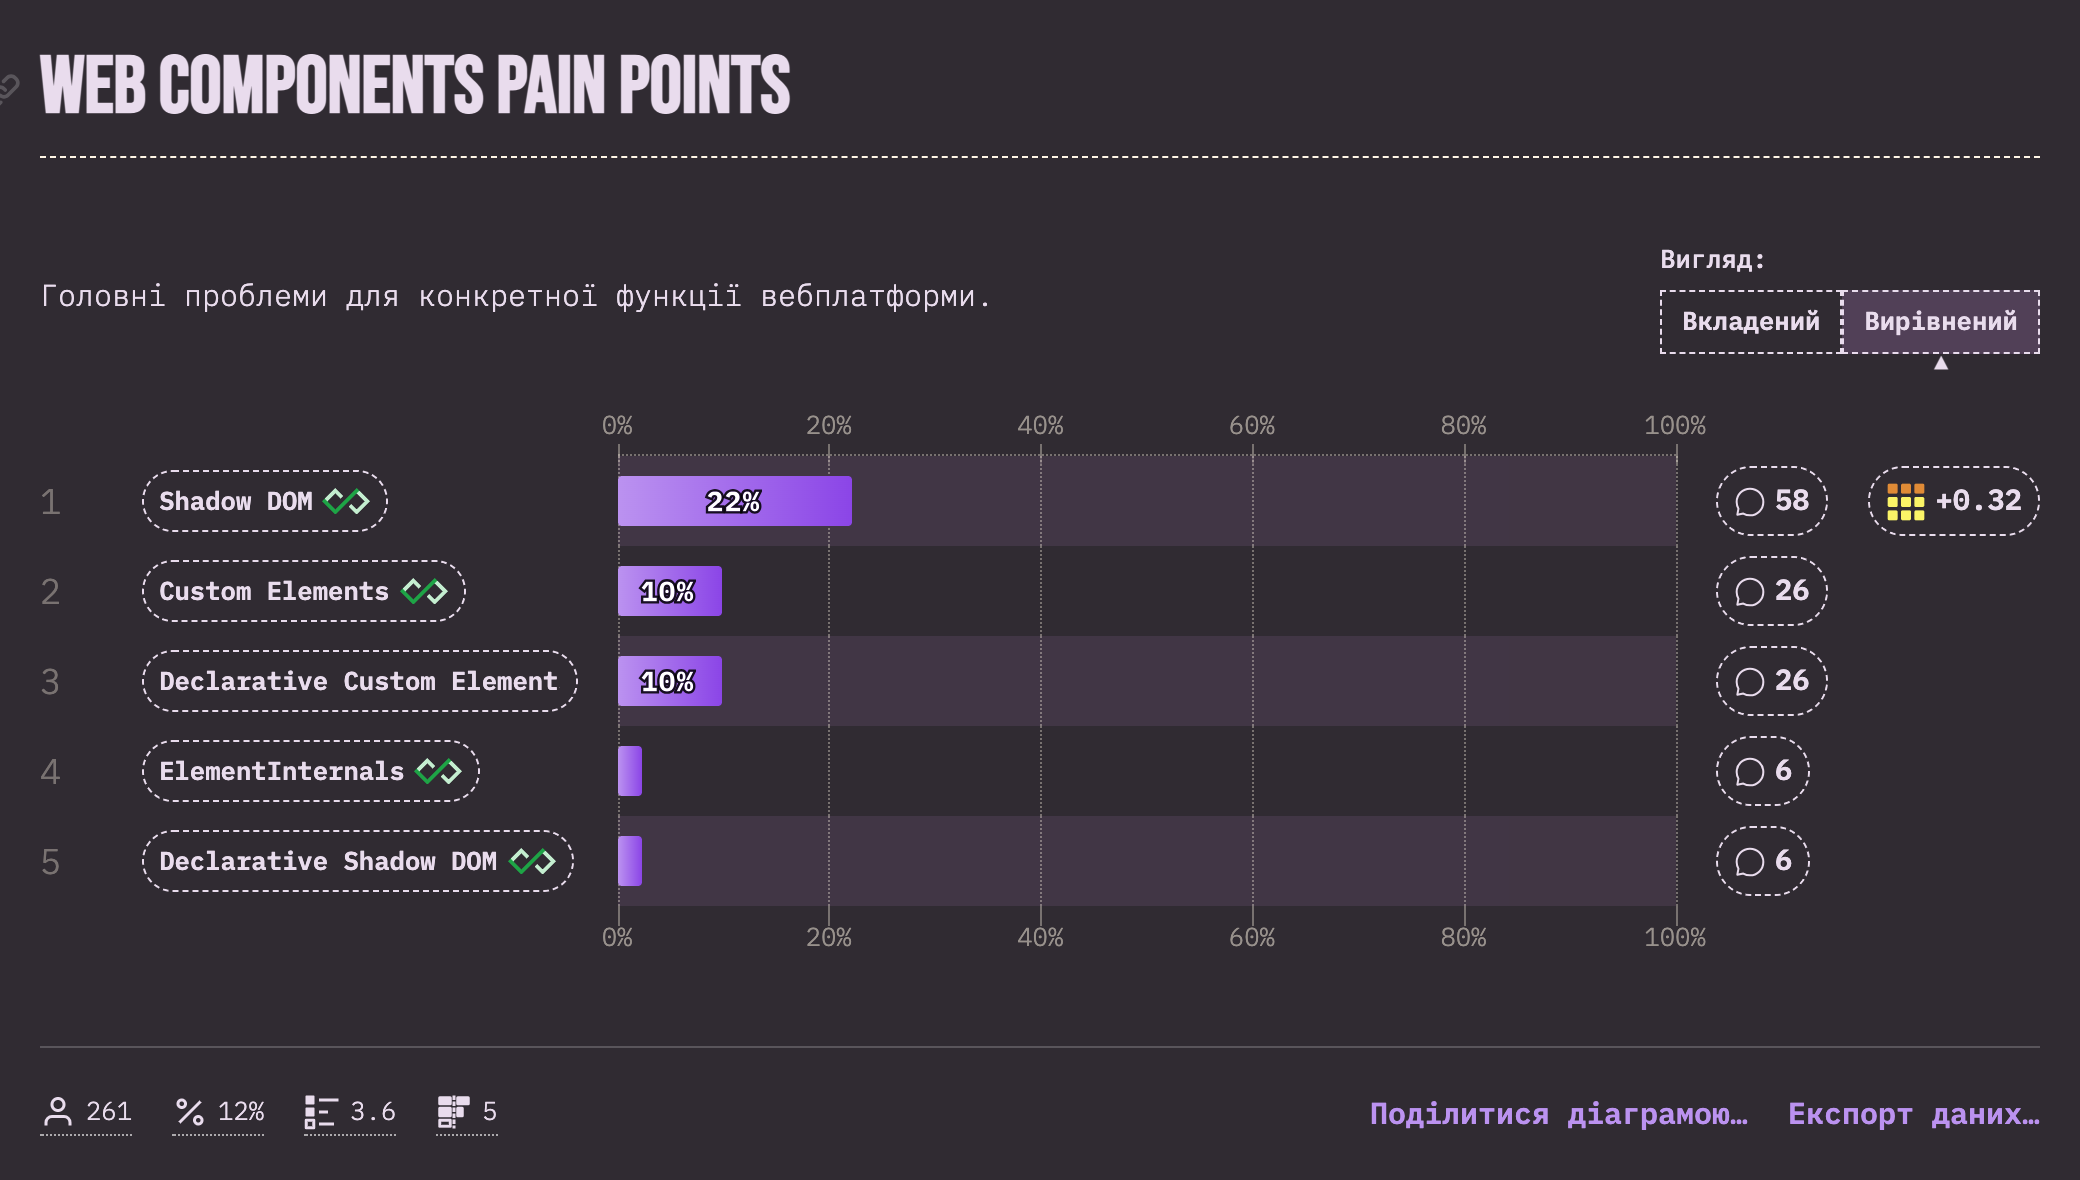 WEB COMPONENTS PAIN POINTS
Головні проблеми для конкретної функції вебплатформи.
Вигляд:
Вкладений Вирівнений
0% 20% 40% 60% 80% 100%
1 Shadow DOM 22% 58 +0.32
2 Custom Elements 10% 26
3 Declarative Custom Element 10% 26
4 ElementInternals 6
5 Declarative Shadow DOM 6
0% 20% 40% 60% 80% 100%
261 12% 3.6 5 Поділитися діаграмою… Експорт даних…